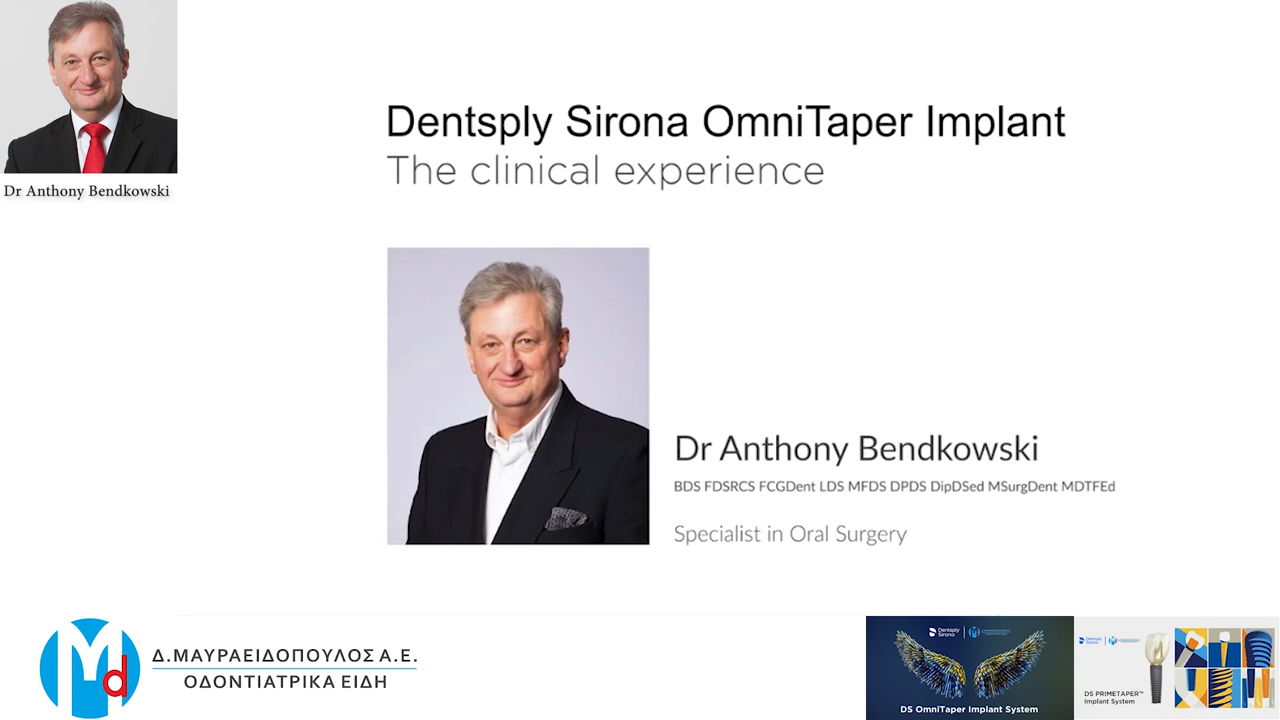 Dr Anthony Bendkowski
Dentsply Sirona OmniTaper Implant
The clinical experience
Dr Anthony Bendkowski
BDS FDSRCS FCGDent LDS MFDS DPDS DipDSed MSurgDent MDTFEd
Specialist in Oral Surgery
Md
Δ.ΜΑΥΡΑΕΙΔΟΠΟΥΛΟΣ Α.Ε.
ΟΔΟΝΤΙΑΤΡΙΚΑ ΕΙΔΗ
Dentsply
Sirona
DS OmniTaper Implant System
Dentsply
Sirona
DS PRIMETAPER™
Implant System